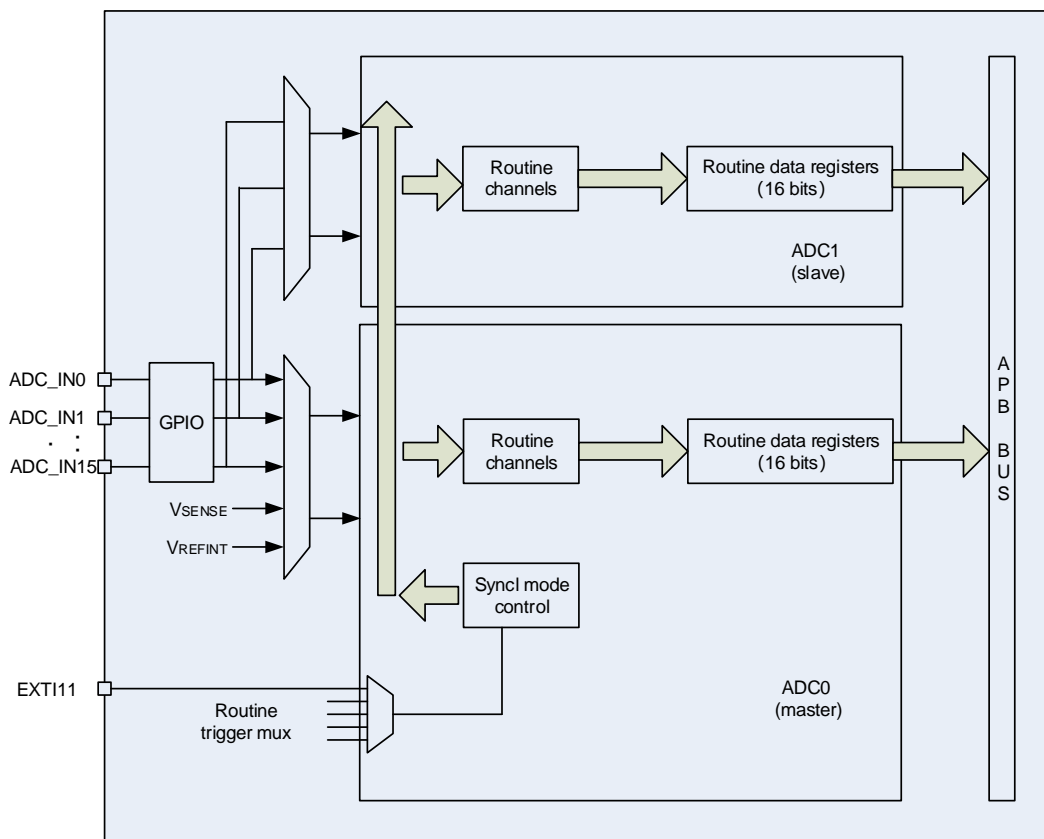 Routine
channels
Routine data registers
(16 bits)
ADC1
(slave)
ADC_IN0
ADC_IN1
ADC_IN15
GPIO
VSENSE
VREFINT
Routine
channels
Routine data registers
(16 bits)
Syncl mode
control
EXTI11
Routine
trigger mux
ADC0
(master)
A
P
B
B
U
S